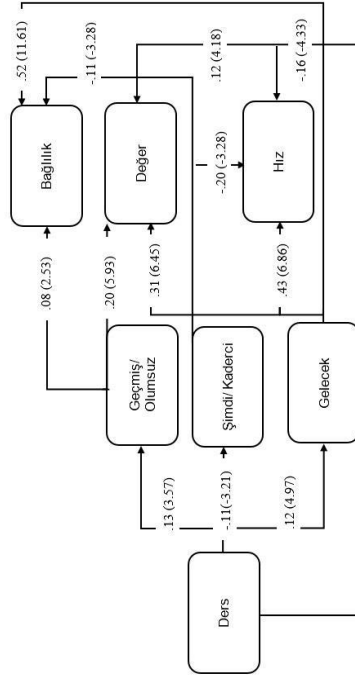 Ders
.13 (3.57)
-.11(-3.21)
.12 (4.97)
Geçmiş/
Olumsuz
Şimdi/ Kaderci
Gelecek
.08 (2.53)
.20 (5.93)
.31 (6.45)
-.20 (-3.28)
.43 (6.86)
Bağlılık
Değer
Hız
.52 (11.61)
-.11 (-3.28)
.12 (4.18)
-.16 (-4.33)